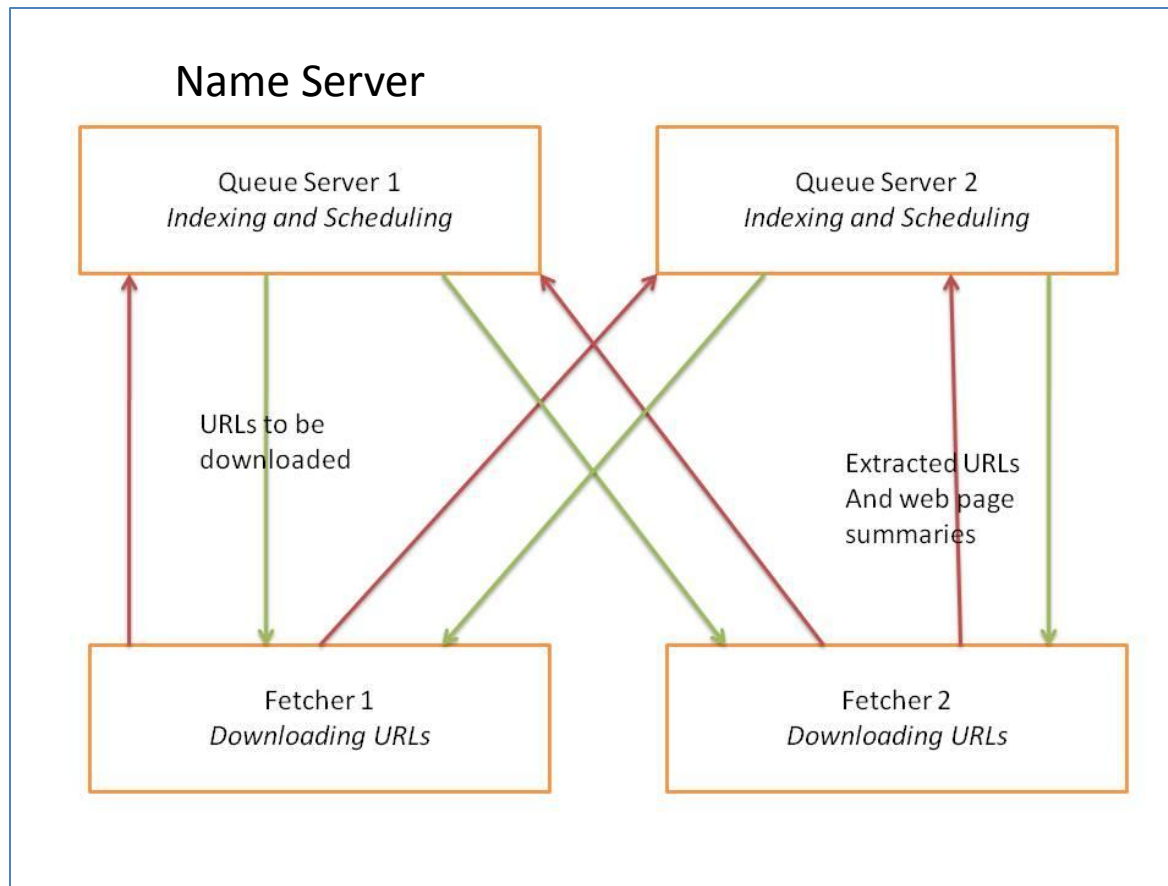 Name Server
Queue Server 1
Indexing and Scheduling
Queue Server 2
Indexing and Scheduling
URLs to be
downloaded
Extracted URLs
And web page
summaries
Fetcher 1
Downloading URLs
Fetcher 2
Downloading URLs